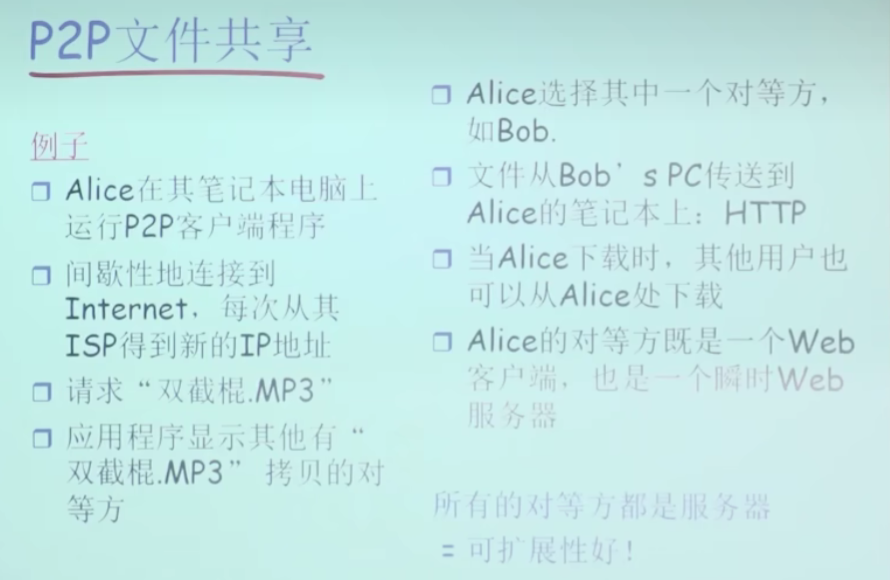 P2P文件共享
例子
Alice在其笔记本电脑上
运行P2P客户端程序
间歇性地连接到
Internet，每次从其
ISP得到新的IP地址
请求“双截棍.MP3”
应用程序显示其他有“
双截棍.MP3” 拷贝的对
等方
Alice选择其中一个对等方，
如Bob.
文件从Bob’s PC传送到
Alice的笔记本上：HTTP
当Alice下载时，其他用户也
可以从Alice处下载
Alice的对等方既是一个Web
客户端，也是一个瞬时Web
服务器
所有的对等方都是服务器
= 可扩展性好！